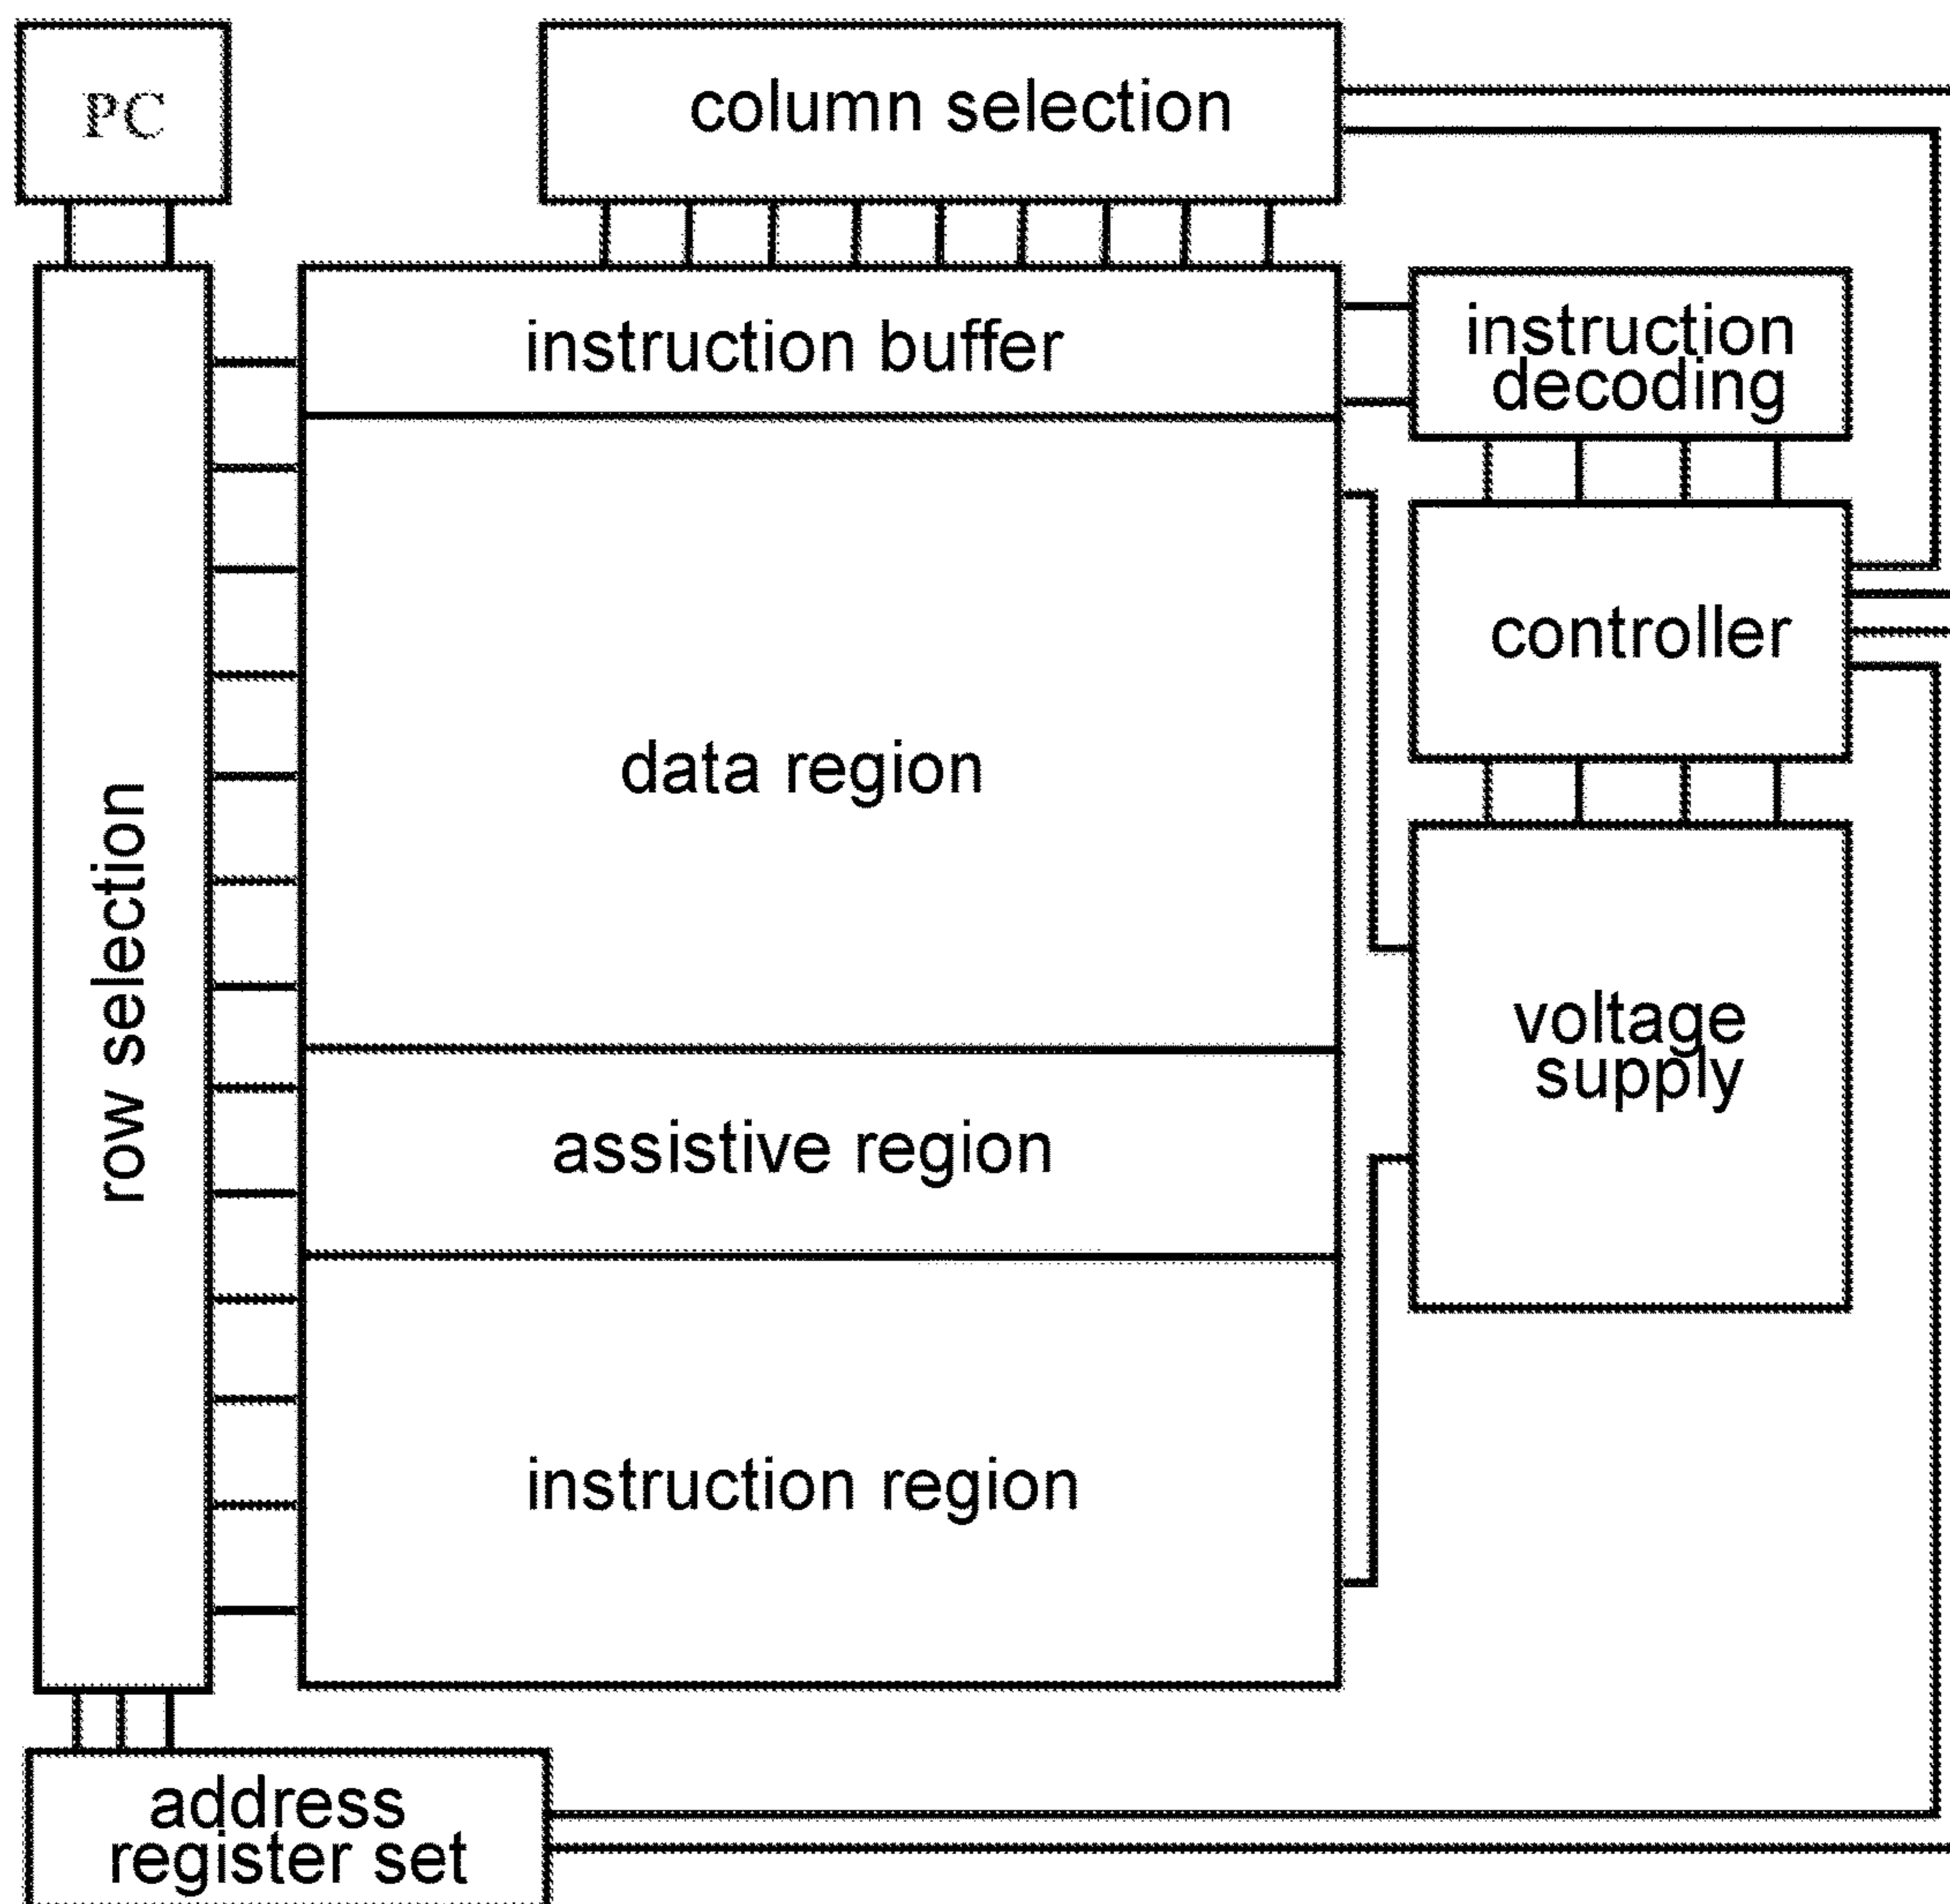 PC
column selection
instruction buffer
instruction
decoding
data region
controller
row selection
voltage
supply
assistive region
instruction region
address
register set